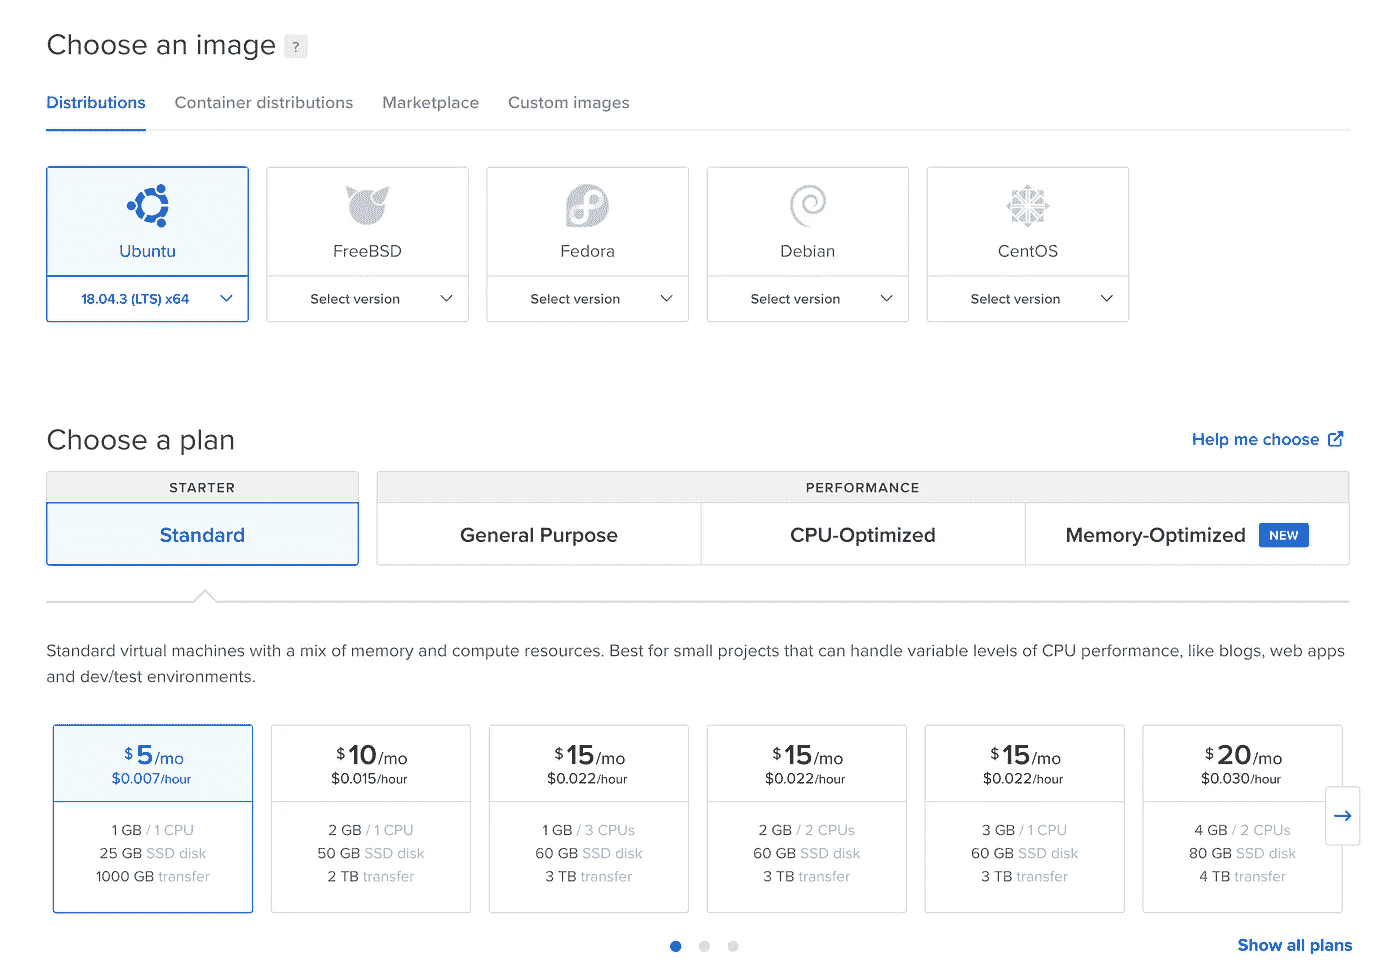 Choose an image ?
Distributions Container distributions Marketplace Custom images
Ubuntu FreeBSD Fedora Debian CentOS
18.04.3 (LTS) x64 Select version Select version Select version Select version
Choose a plan Help me choose
STARTER PERFORMANCE
Standard General Purpose CPU-Optimized Memory-Optimized NEW
Standard virtual machines with a mix of memory and compute resources. Best for small projects that can handle variable levels of CPU performance, like blogs, web apps
and dev/test environments.
$5/mo $10/mo $15/mo $15/mo $15/mo $20/mo
$0.007/hour $0.015/hour $0.022/hour $0.022/hour $0.022/hour $0.030/hour
1 GB / 1 CPU 2 GB / 1 CPU 1 GB / 3 CPUs 2 GB / 2 CPUs 3 GB / 1 CPU 4 GB / 2 CPUs
25 GB SSD disk 50 GB SSD disk 60 GB SSD disk 60 GB SSD disk 60 GB SSD disk 80 GB SSD disk
1000 GB transfer 2 TB transfer 3 TB transfer 3 TB transfer 3 TB transfer 4 TB transfer
Show all plans